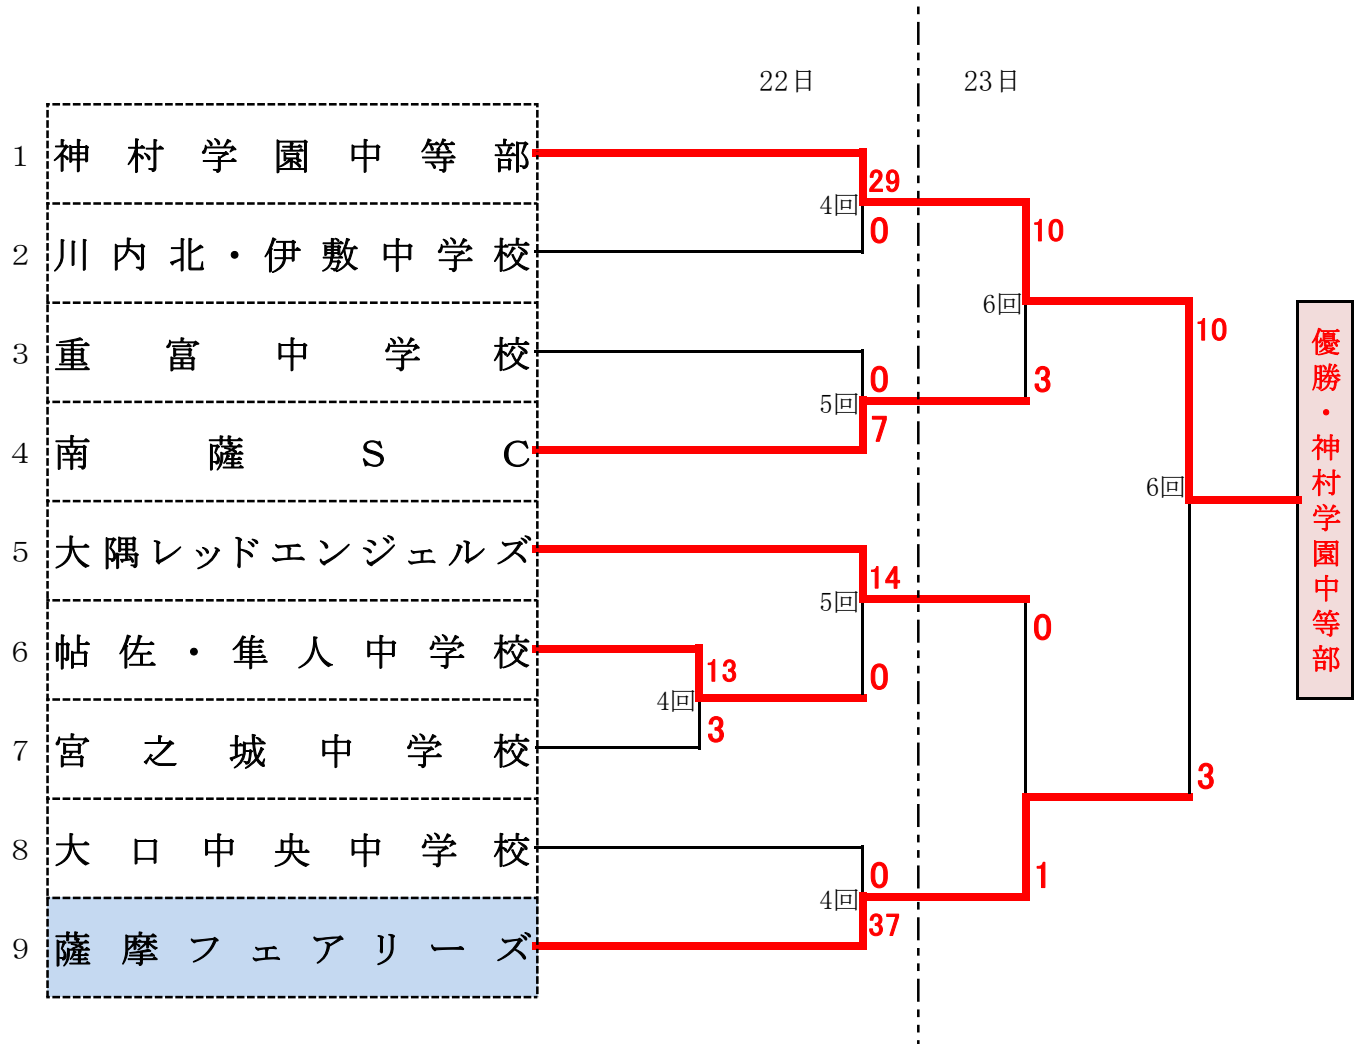 22日
23日
1 神村学園中等部
29
4回
0
2 川内北・伊敷中学校
10
6回
3
3 重富中学校
0
5回
7
4 南薩SC
10
6回
3
優勝・神村学園中等部
5 大隅レッドエンジェルズ
14
5回
0
6 帖佐・隼人中学校
13
4回
3
7 宮之城中学校
0
1
8 大口中央中学校
0
4回
37
9 薩摩フェアリーズ